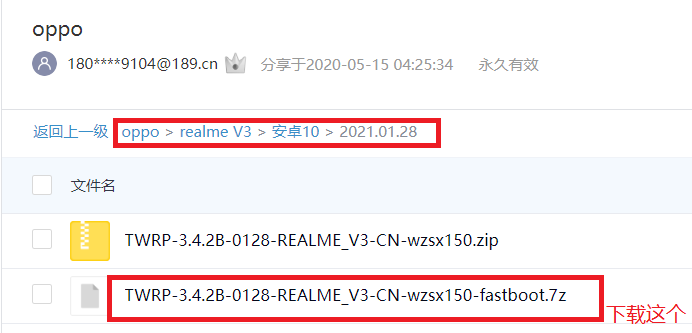 oppo
180****9104@189.cn 分享于2020-05-15 04:25:34 永久有效
返回上一级 oppo > realme V3 > 安卓10 > 2021.01.28
文件名
TWRP-3.4.2B-0128-REALME_V3-CN-wzsx150.zip
TWRP-3.4.2B-0128-REALME_V3-CN-wzsx150-fastboot.7z
下载这个